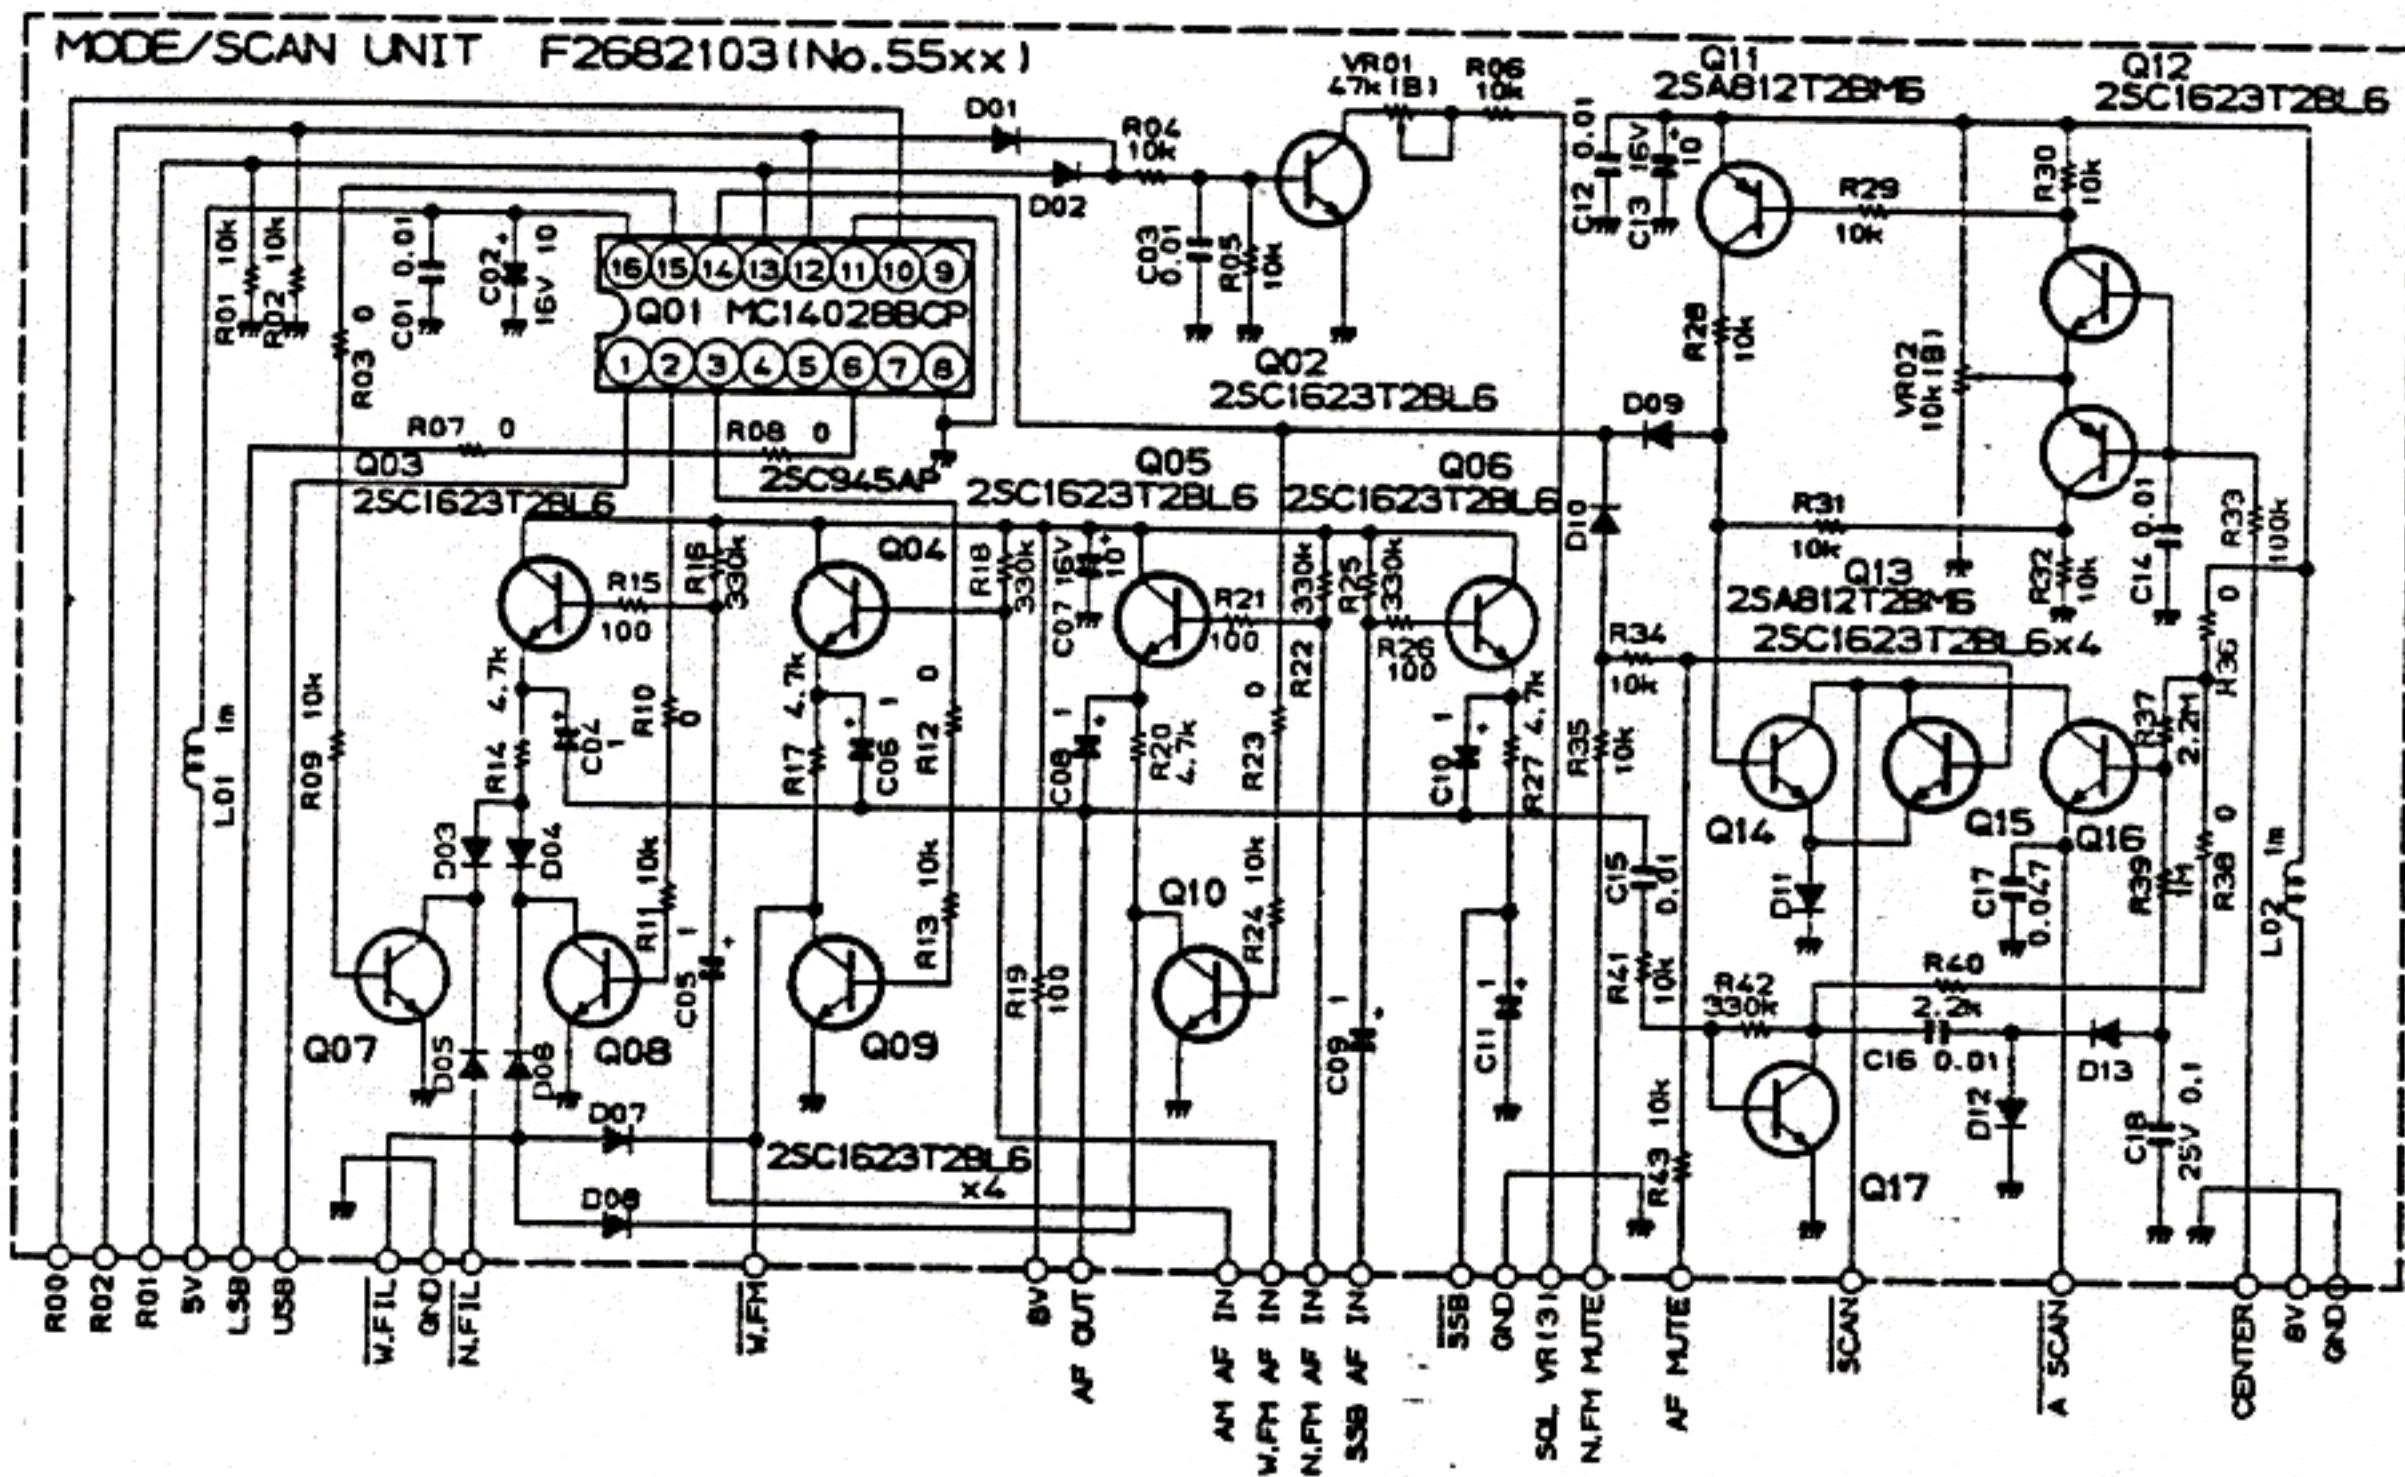 MODE/SCAN UNIT F2682103(No.55xx)
D01
D02
R04
10k
VR01
47k(B)
R06
10k
Q11
2SA812T2BM6
Q12
2SC1623T2BL6
R01 10k
R02 10k
R03 0
C01 0.01
C02 +
16V 10
16 15 14 13 12 11 10 9
Q01 MC14028BCP
1 2 3 4 5 6 7 8
C03
0.01
R05
10k
C12 0.01
C13 16V
10 +
R29
10k
R30
10k
R28
10k
VR02
10k(B)
Q02
2SC1623T2BL6
D09
R07 0
R08 0
Q03
2SC1623T2BL6
2SC945AP
Q05
2SC1623T2BL6
Q06
2SC1623T2BL6
D10
R31
10k
R32
10k
C14 0.01
R33
100k
Q13
2SA812T2BM6
2SC1623T2BL6x4
Q04
R15
100
R16
330k
R18
330k
C07 16V
10 +
R21
100
R22 330k
R25
330k
R26
100
R34
10k
R35
10k
R36 0
R37
2.2M
R38 0
R39
1M
R09 10k
L01 1m
R14 4.7k
C04
1
R10
0
R17 4.7k
C06 1
R12 0
C08 1
R20
4.7k
R23 0
C10 1
R27 4.7k
Q14
Q15
Q16
D03
D04
R11 10k
R13 10k
Q10
R24 10k
C15
0.01
D11
C17
0.047
L02 1m
C05 1
R19
100
C09 1
C11 1
R41
10k
R42
330k
R40
2.2k
C16 0.01
D13
Q07
D05
D06
Q08
Q09
D07
D08
2SC1623T2BL6
x4
R43 10k
Q17
D12
C18
25V 0.1
R00
R02
R01
5V
LSB
USB
W.FIL
GND
N.FIL
W.FM
8V
AF OUT
AM AF IN
W.FM AF IN
N.FM AF IN
SSB AF IN
SSB
GND
SQL VR(3)
N.FM MUTE
AF MUTE
SCAN
A SCAN
CENTER
8V
GND